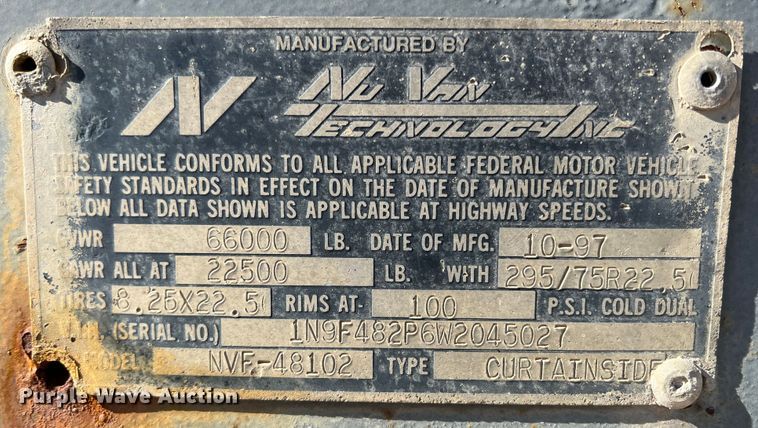 MANUFACTURED BY
N NU VAN
TECHNOLOGY INC
THIS VEHICLE CONFORMS TO ALL APPLICABLE FEDERAL MOTOR VEHICLE
SAFETY STANDARDS IN EFFECT ON THE DATE OF MANUFACTURE SHOWN
BELOW ALL DATA SHOWN IS APPLICABLE AT HIGHWAY SPEEDS.
GVWR 66000 LB. DATE OF MFG. 10-97
GAWR ALL AT 22500 LB. WITH 295/75R22.5
TIRES 8.25X22.5 RIMS AT 100 P.S.I. COLD DUAL
V.I.N. (SERIAL NO.) 1N9F482P6W2045027
MODEL NVF-48102 TYPE CURTAINSIDE
Purple Wave Auction